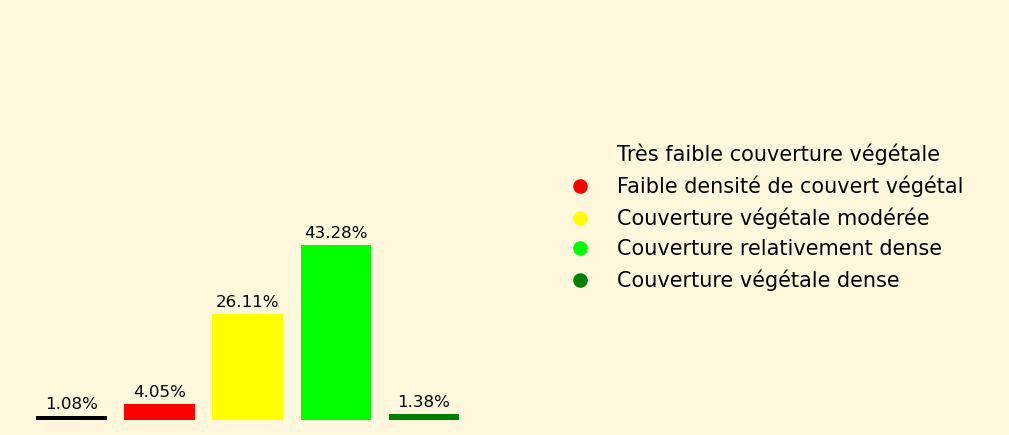 Très faible couverture végétale
Faible densité de couvert végétal
Couverture végétale modérée
Couverture relativement dense
Couverture végétale dense
43.28%
26.11%
4.05%
1.38%
1.08%